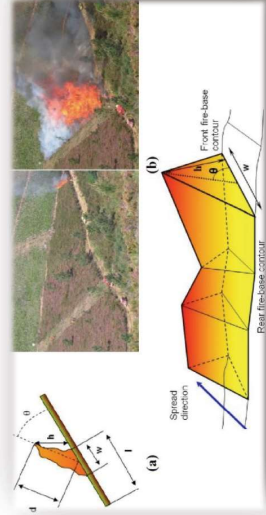 d
θ
h
w
l
(a)
Spread
direction
Rear fire-base contour
Front fire-base
contour
h
θ
w
(b)